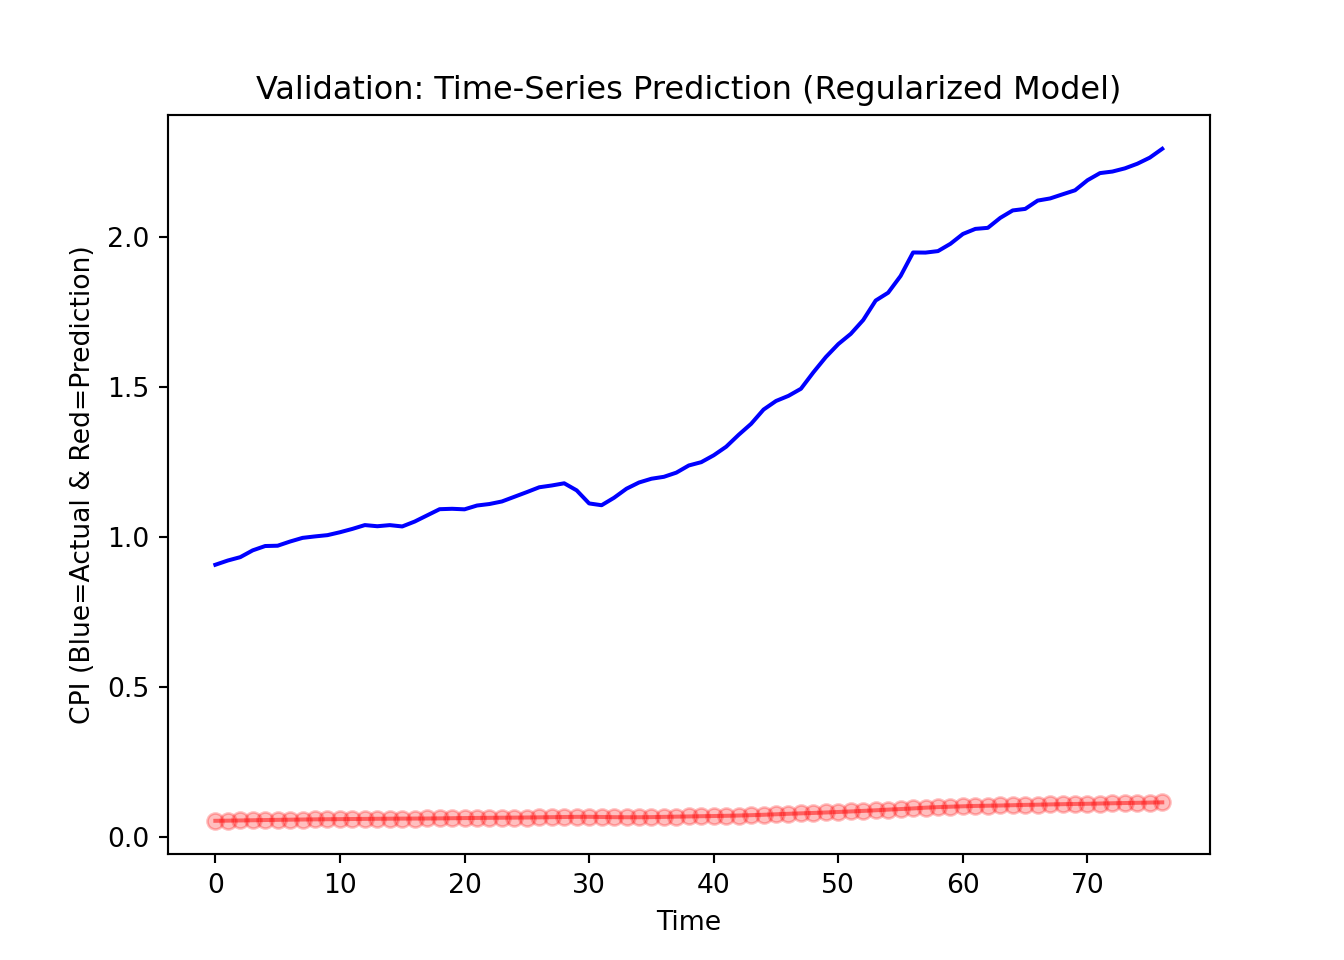 Validation: Time-Series Prediction (Regularized Model)
CPI (Blue=Actual & Red=Prediction)
2.0
1.5
1.0
0.5
0.0
0 10 20 30 40 50 60 70
Time